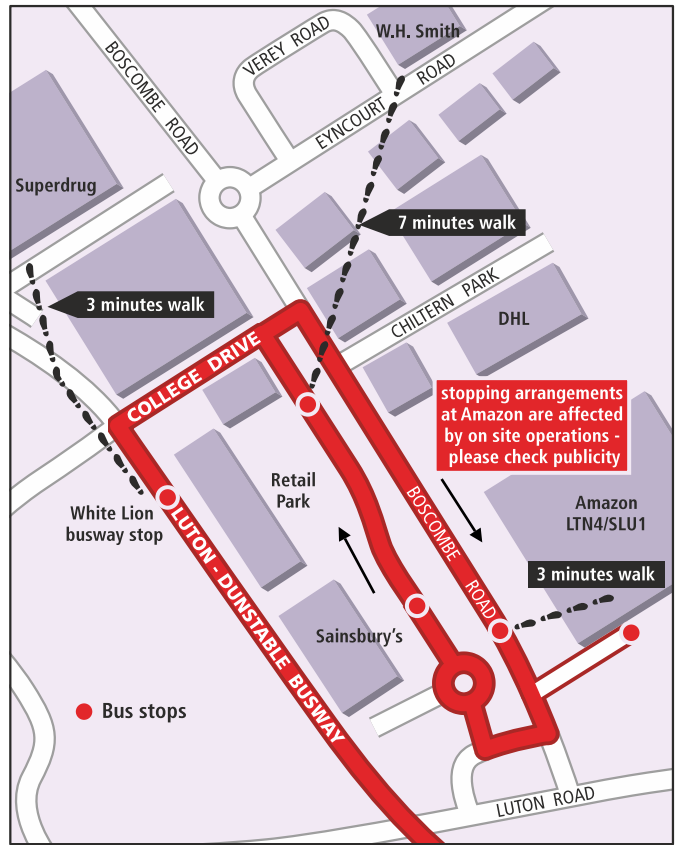 W.H. Smith
VEREY ROAD
BOSCOMBE ROAD
EYNCOURT ROAD
Superdrug
7 minutes walk
3 minutes walk
CHILTERN PARK
DHL
COLLEGE DRIVE
stopping arrangements
at Amazon are affected
by on site operations -
please check publicity
Retail
Park
White Lion
busway stop
BOSCOMBE ROAD
Amazon
LTN4/SLU1
3 minutes walk
LUTON - DUNSTABLE BUSWAY
Sainsbury's
Bus stops
LUTON ROAD